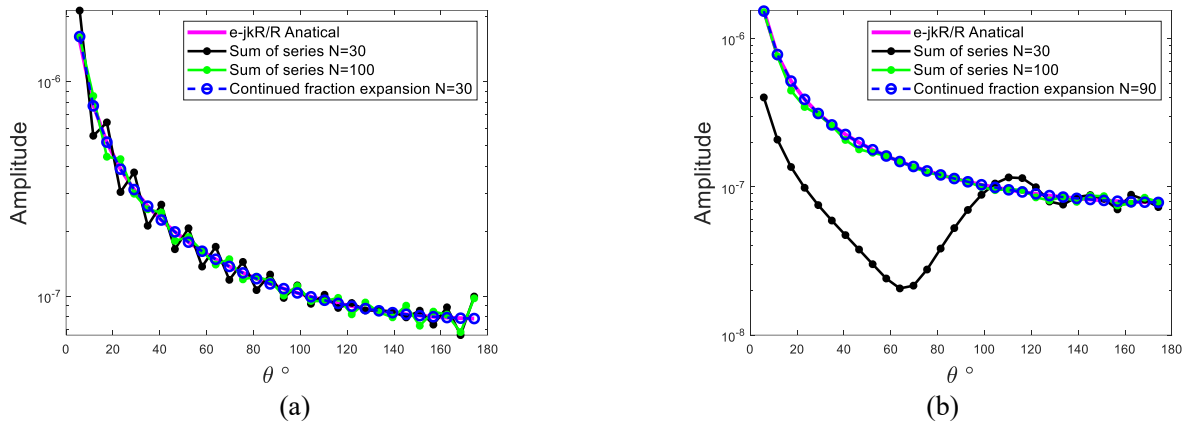 e-jkR/R Anatical
Sum of series N=30
Sum of series N=100
Continued fraction expansion N=30
10⁻⁶
10⁻⁷
Amplitude
0 20 40 60 80 100 120 140 160 180
θ °
(a)
e-jkR/R Anatical
Sum of series N=30
Sum of series N=100
Continued fraction expansion N=90
10⁻⁶
10⁻⁷
10⁻⁸
Amplitude
0 20 40 60 80 100 120 140 160 180
θ °
(b)